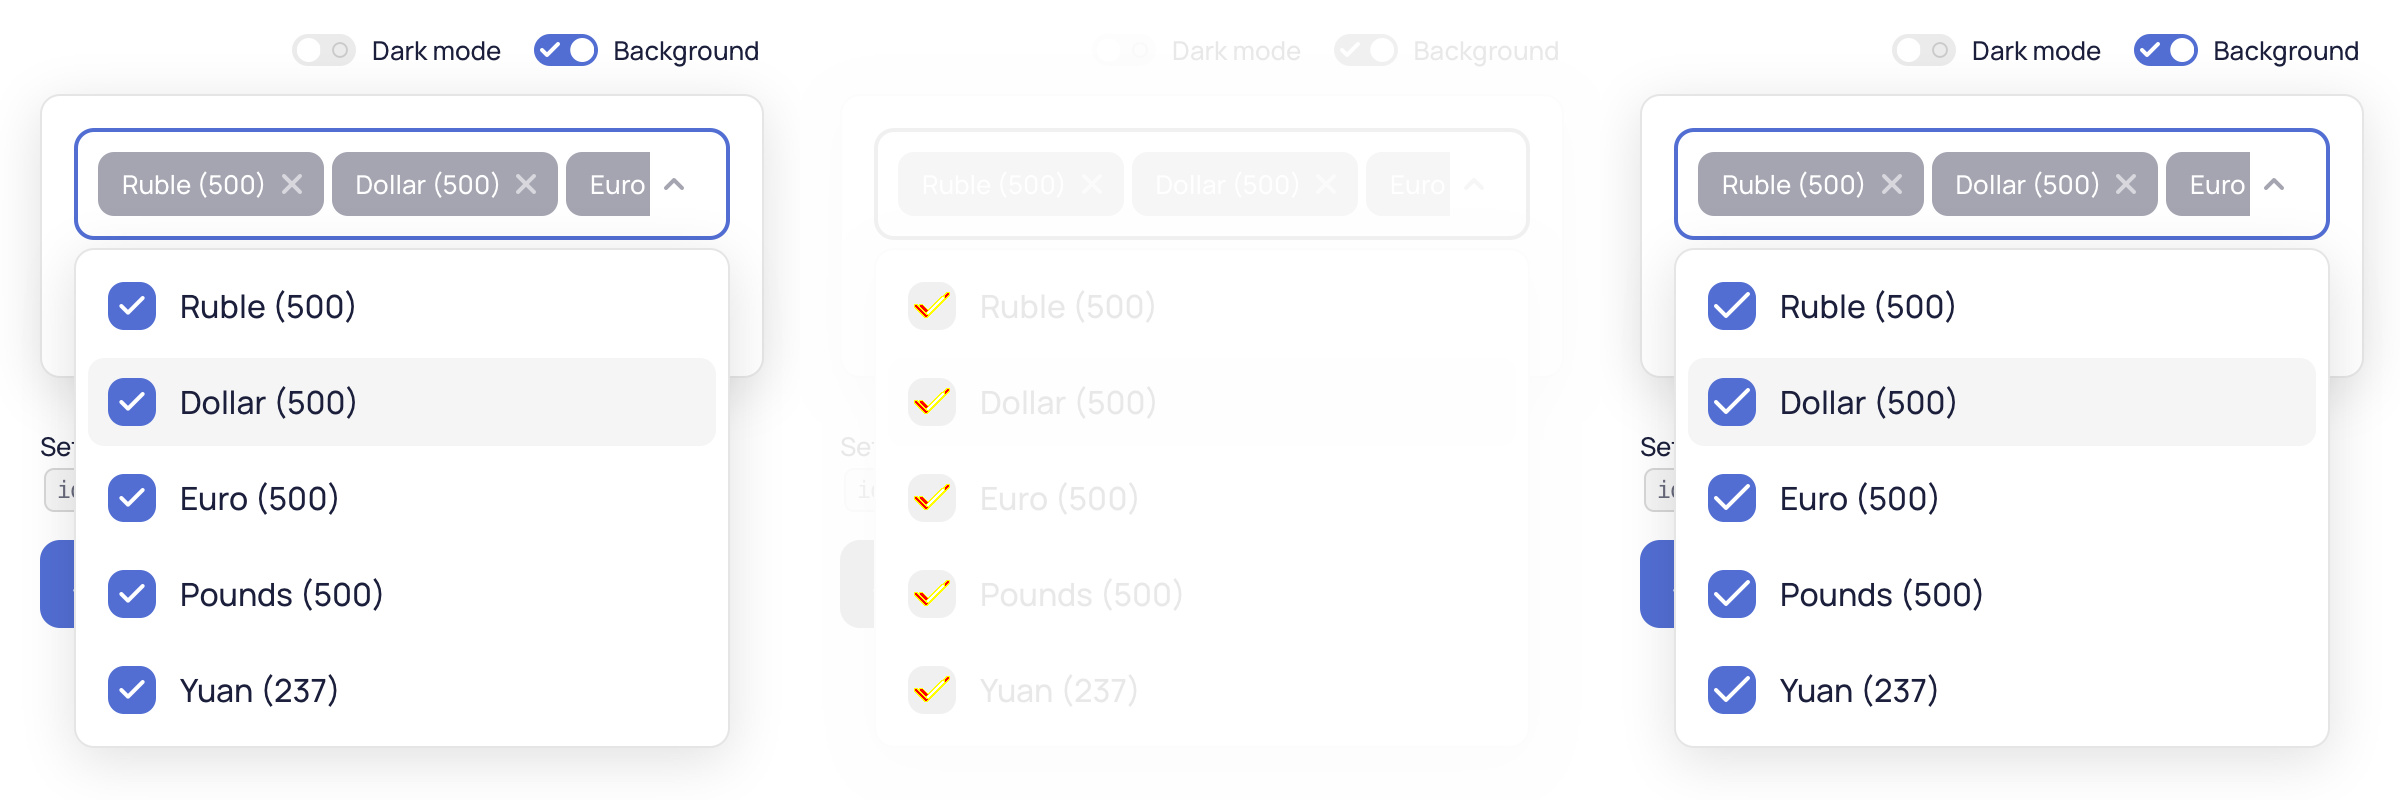 Dark mode Background
Ruble (500) Dollar (500) Euro
Ruble (500)
Dollar (500)
Euro (500)
Pounds (500)
Yuan (237)
Dark mode Background
Ruble (500) Dollar (500) Euro
Ruble (500)
Dollar (500)
Euro (500)
Pounds (500)
Yuan (237)
Dark mode Background
Ruble (500) Dollar (500) Euro
Ruble (500)
Dollar (500)
Euro (500)
Pounds (500)
Yuan (237)